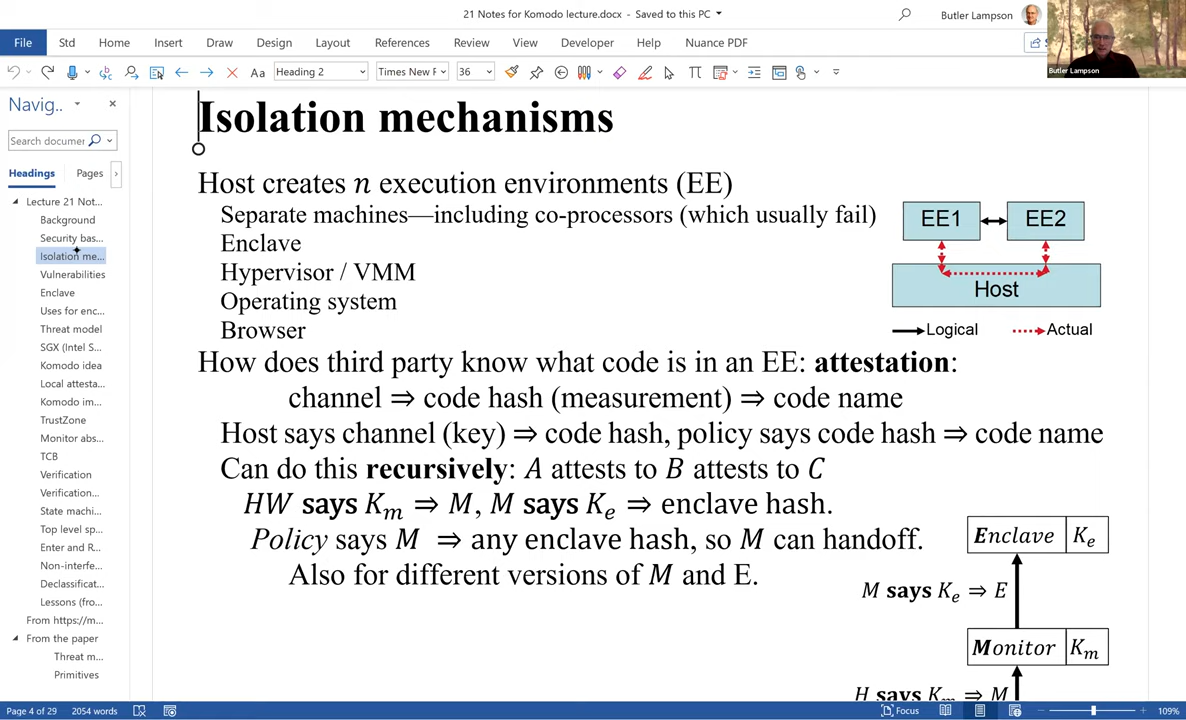 21 Notes for Komodo lecture.docx - Saved to this PC
Butler Lampson
File Std Home Insert Draw Design Layout References Review View Developer Help Nuance PDF
Butler Lampson
Aa Heading 2 Times New F 36
Navig..
Search documen
Headings Pages
Lecture 21 Not...
Background
Security bas...
Isolation me...
Vulnerabilities
Enclave
Uses for enc...
Threat model
SGX (Intel S...
Komodo idea
Local attesta...
Komodo im...
TrustZone
Monitor abs...
TCB
Verification
Verification...
State machi...
Top level sp...
Enter and R...
Non-interfe...
Declassificat...
Lessons (fro...
From https://m...
From the paper
Threat m...
Primitives
Isolation mechanisms
Host creates n execution environments (EE)
Separate machines—including co-processors (which usually fail)
Enclave
Hypervisor / VMM
Operating system
Browser
EE1 EE2
Host
Logical Actual
How does third party know what code is in an EE: attestation:
channel ⇒ code hash (measurement) ⇒ code name
Host says channel (key) ⇒ code hash, policy says code hash ⇒ code name
Can do this recursively: A attests to B attests to C
HW says Kₘ ⇒ M, M says Kₑ ⇒ enclave hash.
Policy says M ⇒ any enclave hash, so M can handoff.
Also for different versions of M and E.
Enclave Kₑ
M says Kₑ ⇒ E
Monitor Kₘ
H says Kₘ ⇒ M
Page 4 of 29 2054 words Focus 109%